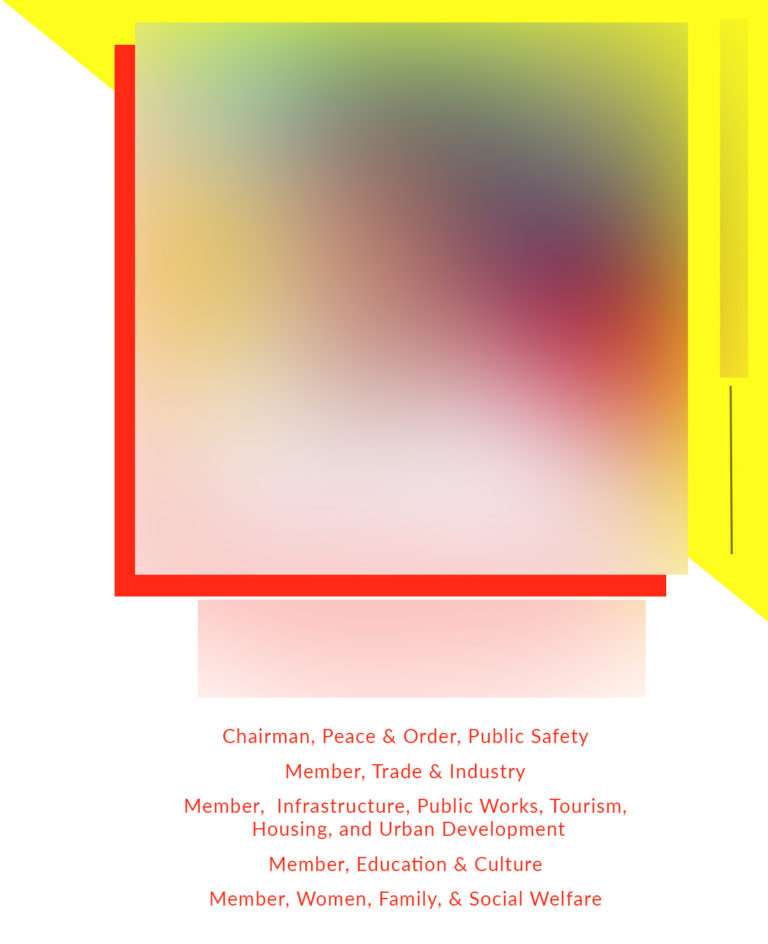 Chairman, Peace & Order, Public Safety
Member, Trade & Industry
Member,  Infrastructure, Public Works, Tourism,
Housing, and Urban Development
Member, Education & Culture
Member, Women, Family, & Social Welfare